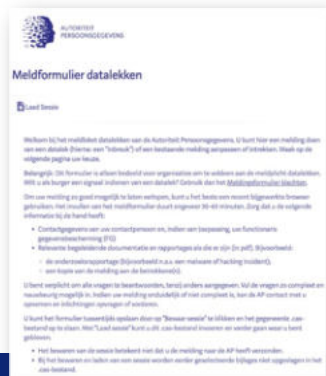 AUTORITEIT
PERSOONSGEGEVENS
Meldformulier datalekken
Laad Sessie
Welkom bij het meldloket datalekken van de Autoriteit Persoonsgegevens. U kunt hier een melding doen
van een datalek (hierna: een "inbreuk") of een bestaande melding aanpassen of intrekken. Maak op de
volgende pagina uw keuze.
Belangrijk: Dit formulier is alleen bedoeld voor organisaties om te voldoen aan de meldplicht datalekken.
Wilt u als burger een signaal indienen van een datalek? Gebruik dan het Meldingsformulier klachten.
Om uw melding zo goed mogelijk te laten verlopen, kunt u het beste een recent bijgewerkte browser
gebruiken. Het invullen van het meldformulier duurt ongeveer 30-45 minuten. Zorg dat u de volgende
informatie bij de hand heeft:
• Contactgegevens van uw contactpersoon en, indien van toepassing, uw functionaris
gegevensbescherming (FG)
• Relevante begeleidende documentatie en rapportages als die er zijn (in pdf). Bijvoorbeeld:
- de onderzoeksrapportage (bijvoorbeeld n.a.v. een malware of hacking incident);
- een kopie van de melding aan de betrokkene(n).
U bent verplicht om alle vragen te beantwoorden, tenzij anders aangegeven. Vul de vragen zo compleet en
nauwkeurig mogelijk in. Indien uw melding onduidelijk of niet compleet is, kan de AP contact met u
opnemen en inlichtingen opvragen of vorderen.
U kunt het formulier tussentijds opslaan door op "Bewaar sessie" te klikken en het gegenereerde .cas-
bestand op te slaan. Met "Laad sessie" kunt u dit .cas-bestand invoeren en verder gaan waar u bent
gebleven.
• Het bewaren van de sessie betekent niet dat u de melding naar de AP heeft verzonden.
• Bij het bewaren en laden van een sessie worden eerder geselecteerde bijlages niet opgeslagen in het
.cas-bestand.